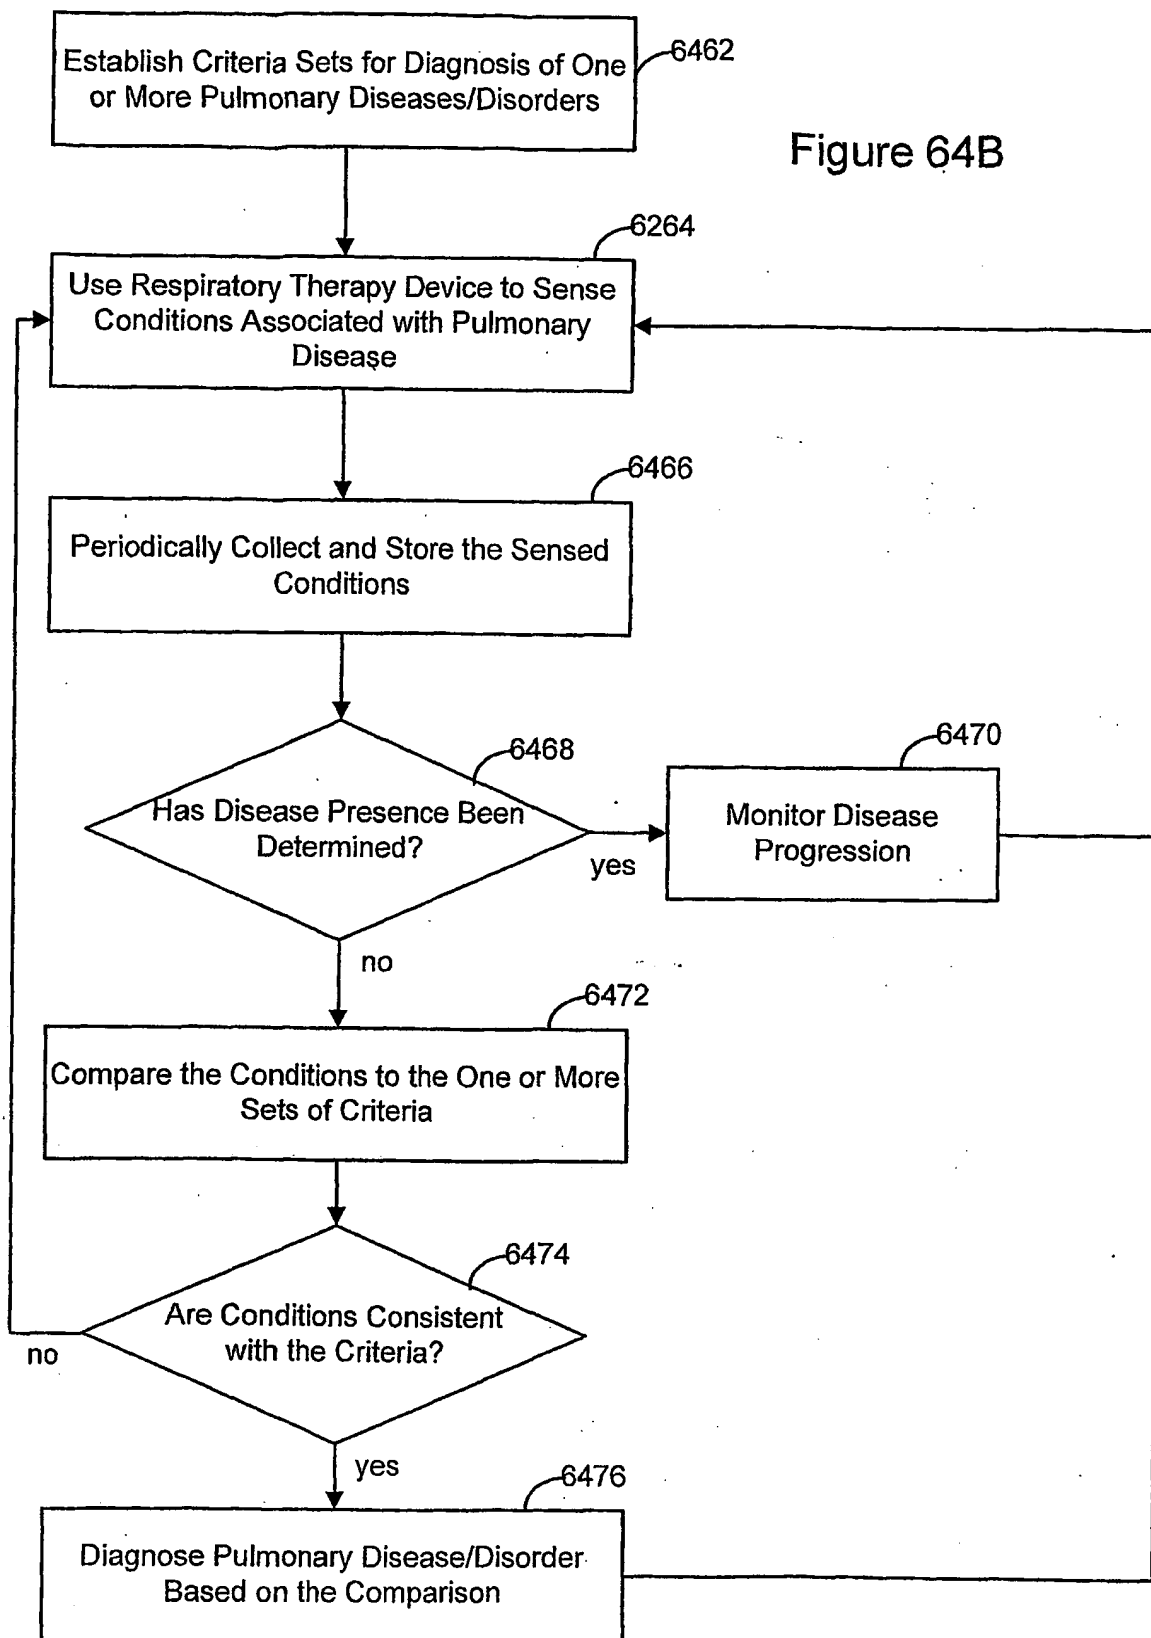 Establish Criteria Sets for Diagnosis of One
or More Pulmonary Diseases/Disorders
6462
Figure 64B
6264
Use Respiratory Therapy Device to Sense
Conditions Associated with Pulmonary
Disease
6466
Periodically Collect and Store the Sensed
Conditions
6468
Has Disease Presence Been
Determined?
yes
6470
Monitor Disease
Progression
no
6472
Compare the Conditions to the One or More
Sets of Criteria
6474
Are Conditions Consistent
with the Criteria?
no
yes
6476
Diagnose Pulmonary Disease/Disorder
Based on the Comparison